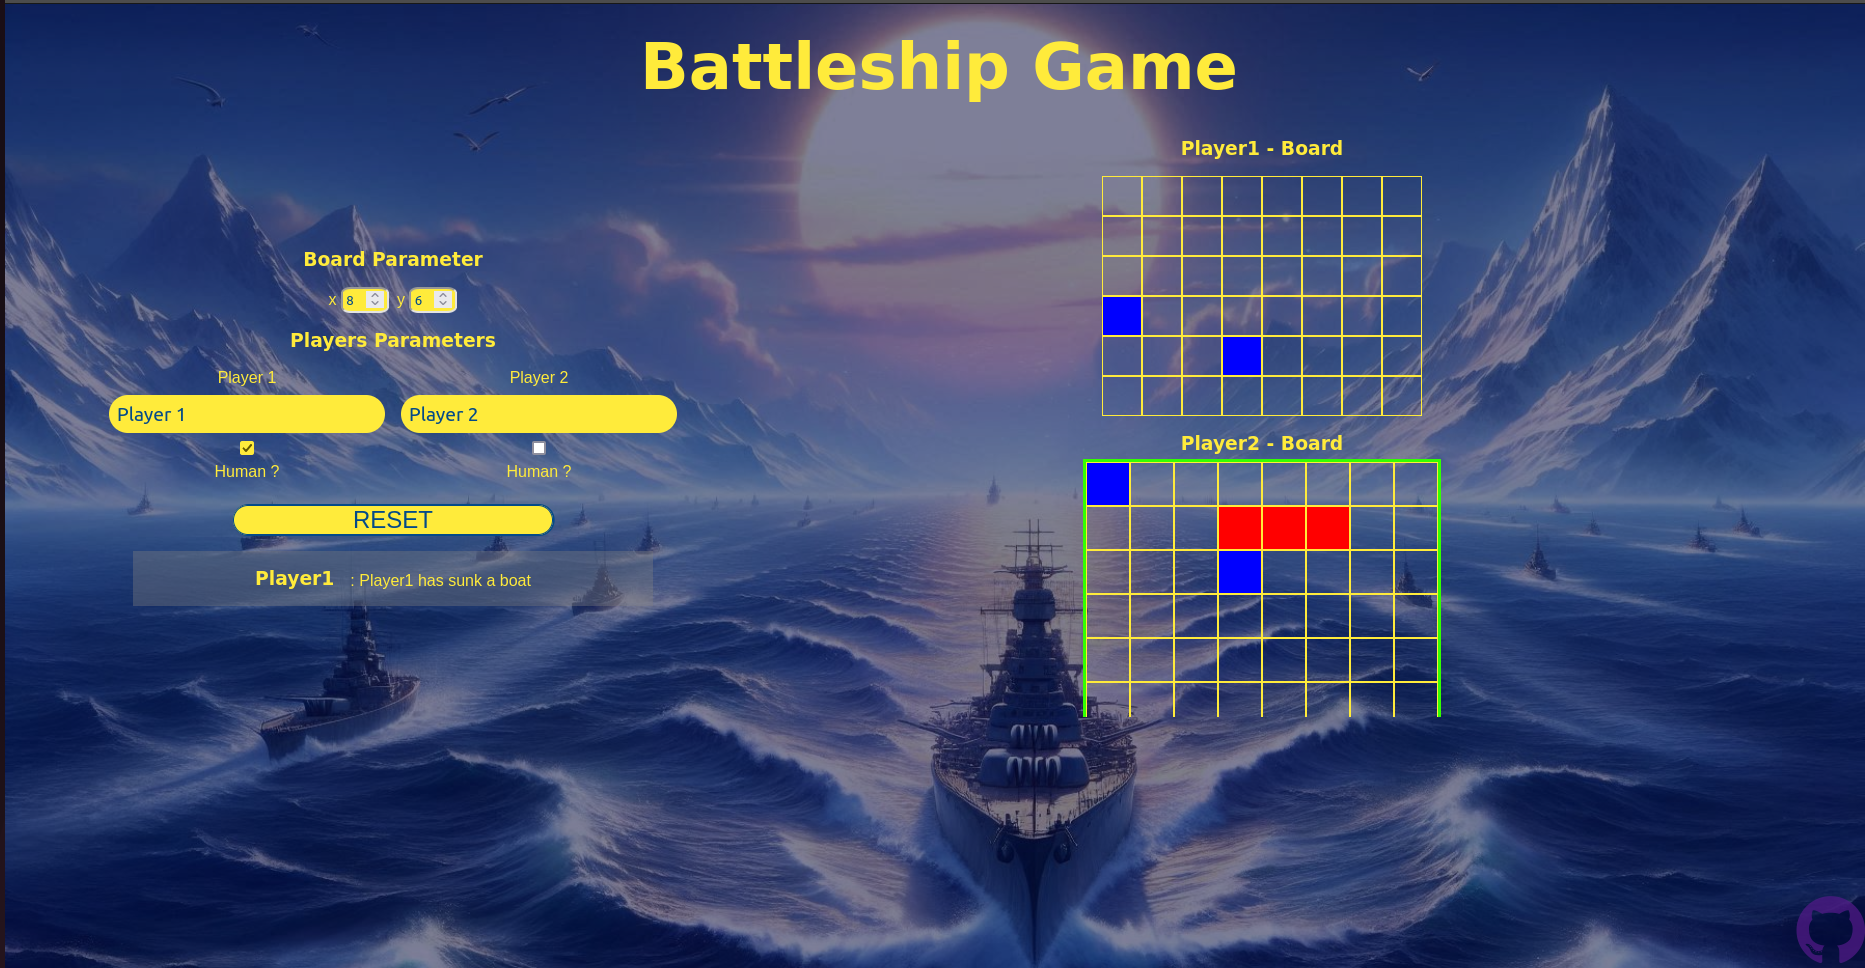 Battleship Game
Board Parameter
x 8 y 6
Players Parameters
Player 1 Player 2
Player 1 Player 2
Human ? Human ?
RESET
Player1 : Player1 has sunk a boat
Player1 - Board
Player2 - Board